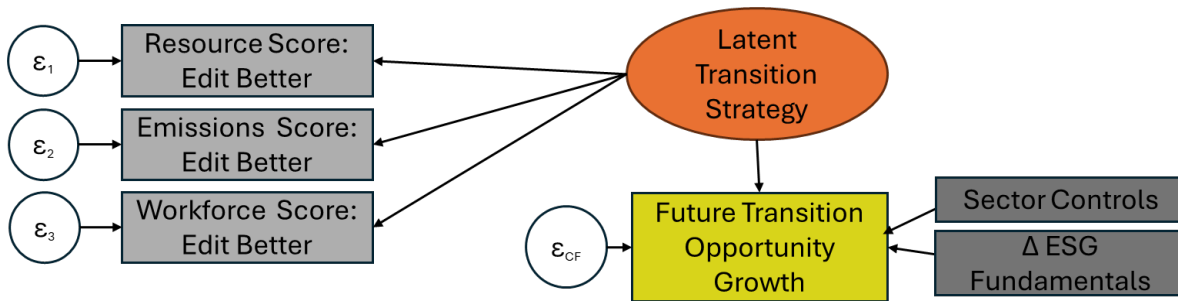 ε1
Resource Score:
Edit Better
ε2
Emissions Score:
Edit Better
ε3
Workforce Score:
Edit Better
Latent
Transition
Strategy
εCF
Future Transition
Opportunity
Growth
Sector Controls
Δ ESG
Fundamentals